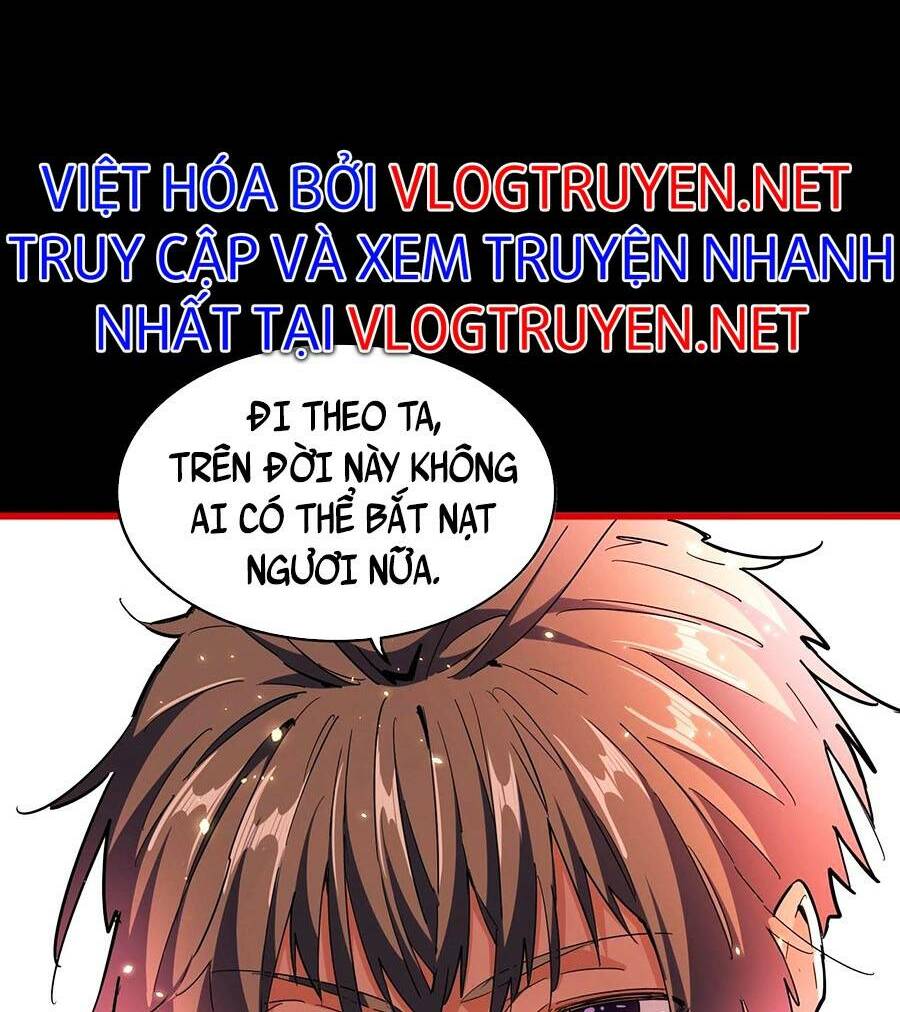 VIỆT HÓA BỞI VLOGTRUYEN.NET
TRUY CẬP VÀ XEM TRUYỆN NHANH
NHẤT TẠI VLOGTRUYEN.NET
ĐI THEO TA,
TRÊN ĐỜI NÀY KHÔNG
AI CÓ THỂ BẮT NẠT
NGƯƠI NỮA.